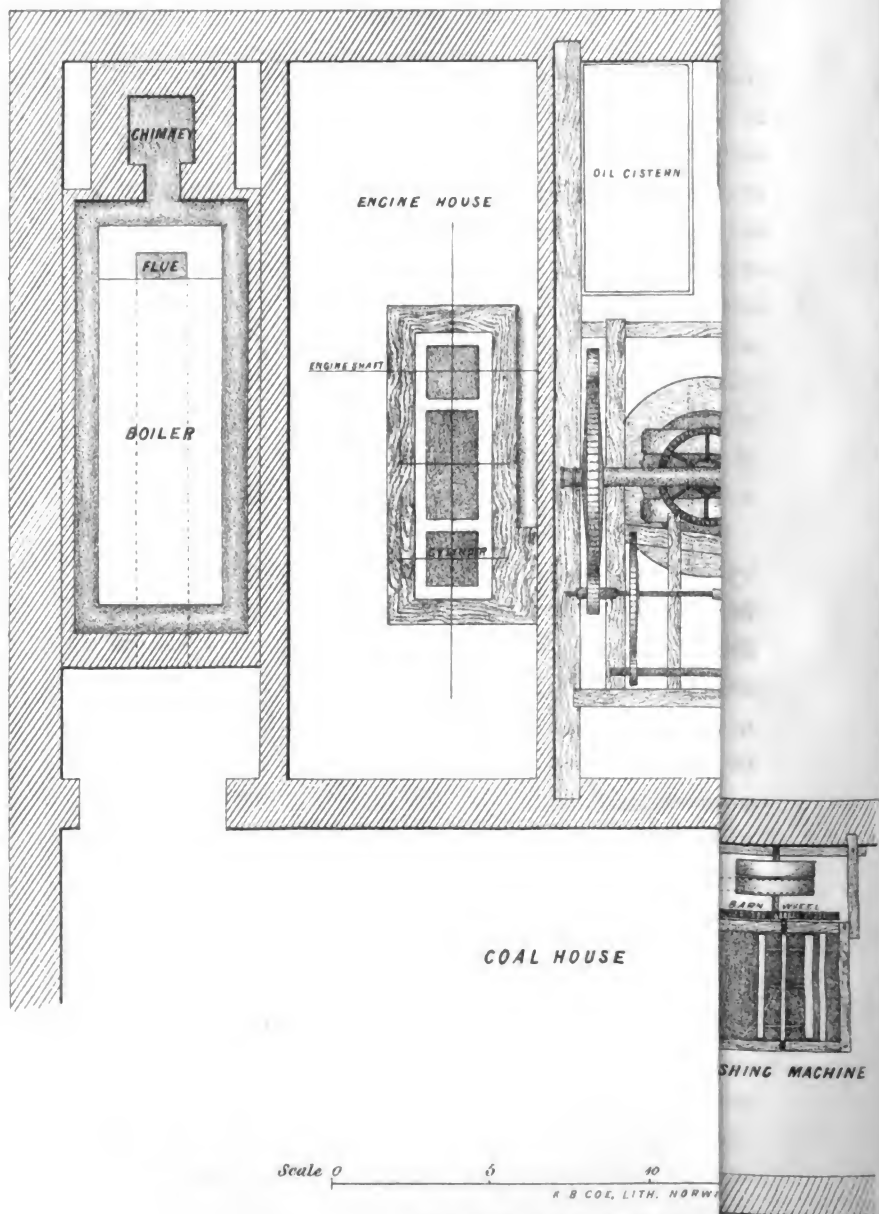 CHIMNEY
OIL CISTERN
ENGINE HOUSE
FLUE
ENGINE SHAFT
BOILER
CYLINDER
BARN WHEEL
COAL HOUSE
SHING MACHINE
Scale 0 5 10
K B COE, LITH. NORW